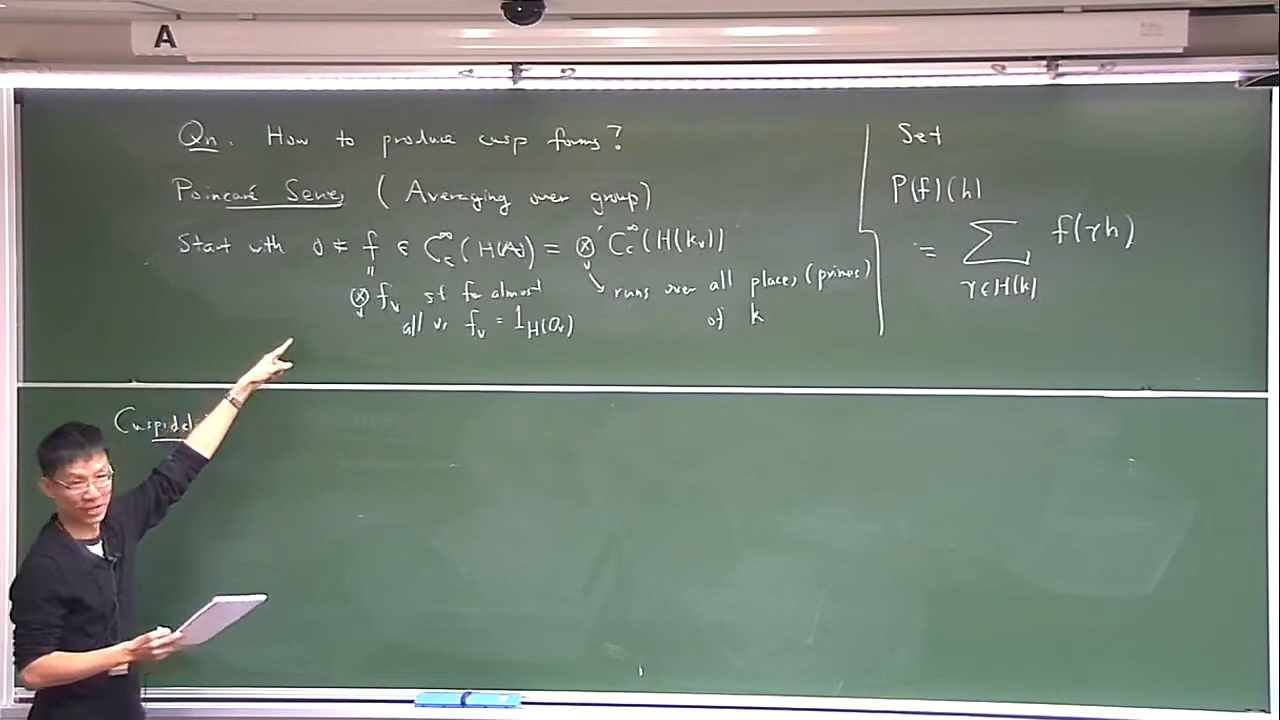 A
Qn. How to produce cusp forms?
Poincaré Series (Averaging over group)
Start with 0 ≠ f ∈ C_c^∞(H(A)) = ⊗'_v C_c^∞(H(k_v))
=
⊗_v f_v st for almost
all v, f_v = 1_{H(O_v)}
↘ runs over all places (primes)
of k
Set
P(f)(h)
= Σ_{γ∈H(k)} f(γh)